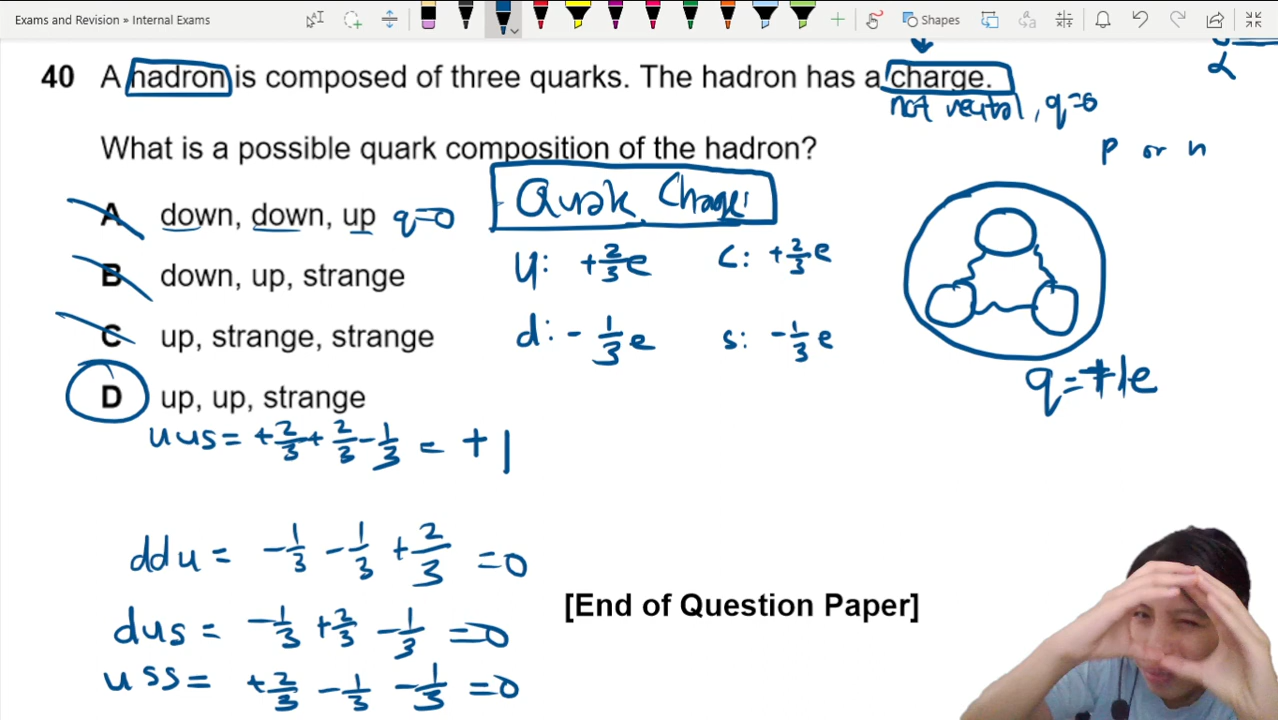 Exams and Revision » Internal Exams
Shapes
40 A hadron is composed of three quarks. The hadron has a charge.
not neutral, q=0
α
What is a possible quark composition of the hadron?
p or n
Quark Charge:
A down, down, up q=0
u: +2/3e c: +2/3e
B down, up, strange
d: -1/3e s: -1/3e
C up, strange, strange
q=+1e
D up, up, strange
uus = +2/3+2/3-1/3 = +1
ddu = -1/3 -1/3 +2/3 =0
dus = -1/3 +2/3 -1/3 =0
[End of Question Paper]
uss = +2/3 -1/3 -1/3 =0